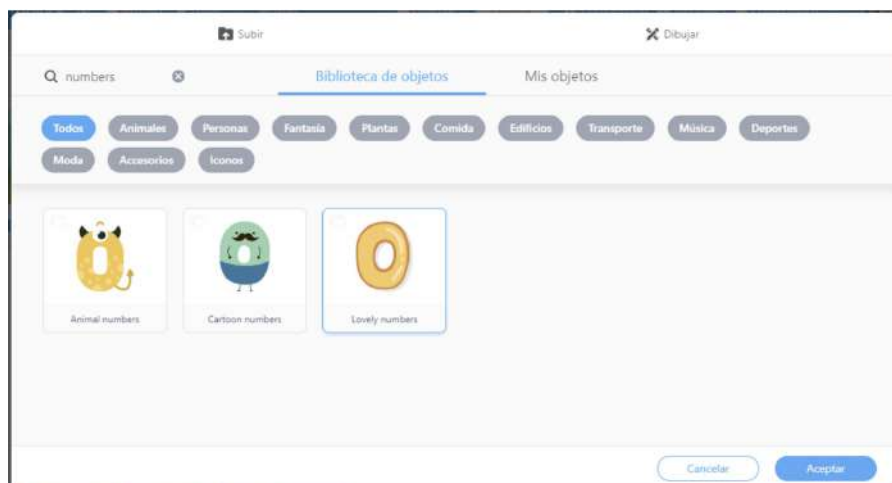 Subir
Dibujar
numbers
Biblioteca de objetos
Mis objetos
Todos Animales Personas Fantasía Plantas Comida Edificios Transporte Música Deportes
Moda Accesorios Iconos
Animal numbers
Cartoon numbers
Lovely numbers
Cancelar
Aceptar